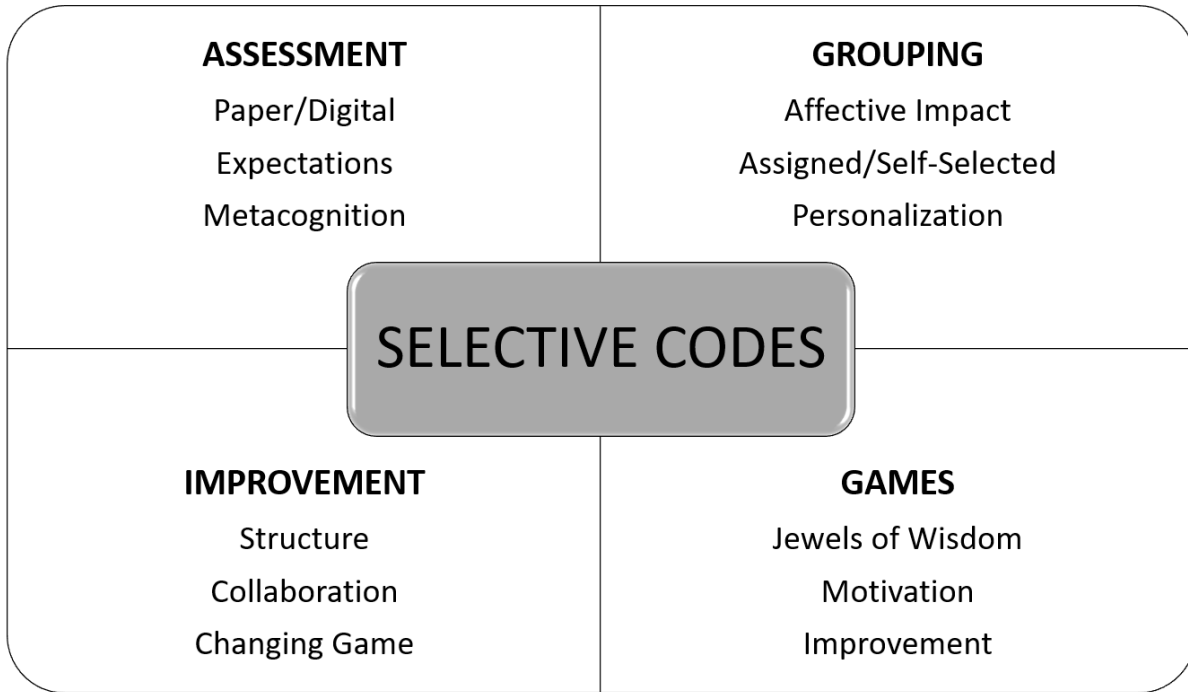 ASSESSMENT
Paper/Digital
Expectations
Metacognition
GROUPING
Affective Impact
Assigned/Self-Selected
Personalization
SELECTIVE CODES
IMPROVEMENT
Structure
Collaboration
Changing Game
GAMES
Jewels of Wisdom
Motivation
Improvement